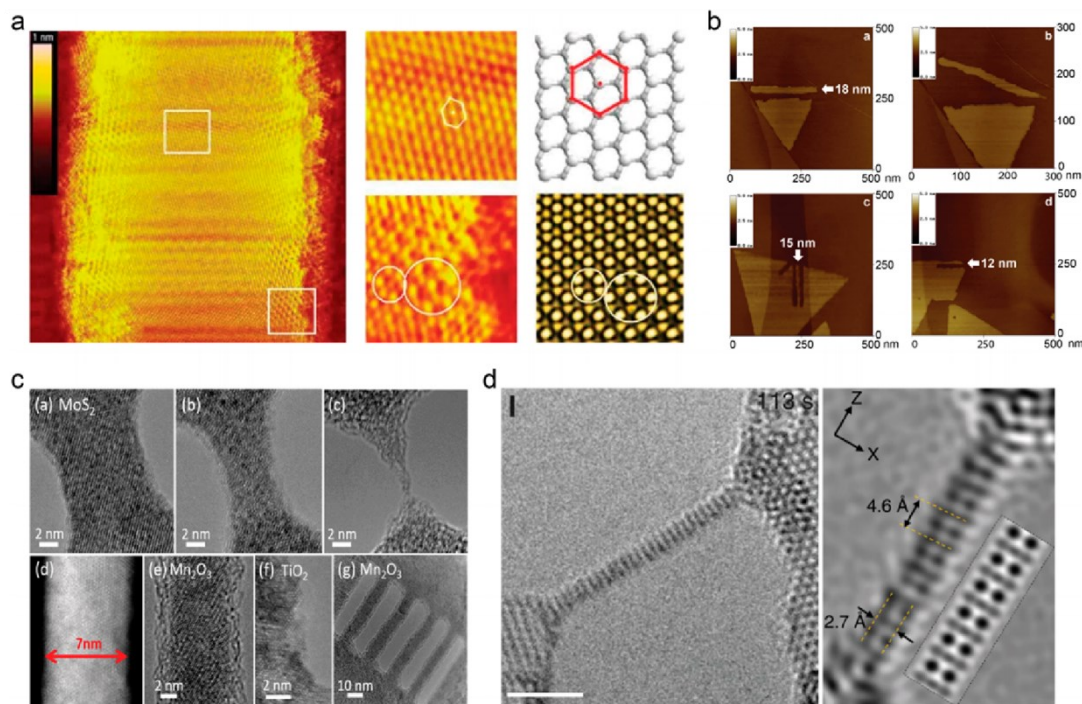 a
1 nm
b
a
18 nm
500
250
0
0 250 500 nm
b
300
200
150
100
0
0 100 200 300 nm
c
15 nm
500
250
0
0 250 500 nm
d
12 nm
500
250
0
0 250 500 nm
c
(a) MoS2
2 nm
(b)
2 nm
(c)
2 nm
(d)
7nm
(e) Mn2O3
2 nm
(f) TiO2
2 nm
(g) Mn2O3
10 nm
d
I
113 s
Z
X
4.6 Å
2.7 Å